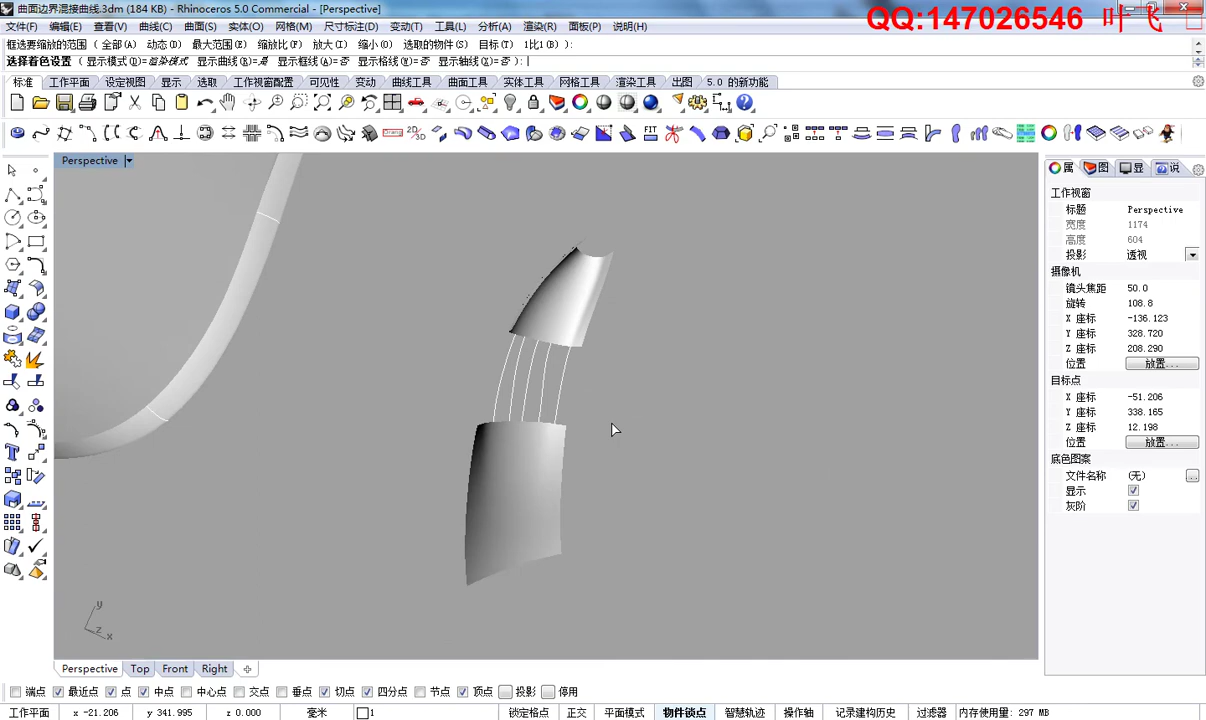 曲面边界混接曲线.3dm (184 KB) - Rhinoceros 5.0 Commercial - [Perspective]
QQ:147026546 叶飞
文件(F) 编辑(E) 查看(V) 曲线(C) 曲面(S) 实体(O) 网格(M) 尺寸标注(D) 变动(T) 工具(L) 分析(A) 渲染(R) 面板(P) 说明(H)
框选要缩放的范围 ( 全部(A) 动态(D) 最大范围(E) 缩放比(F) 放大(I) 缩小(O) 选取的物件(S) 目标(T) 1比1(B) ):
选择着色设置 ( 显示模式(D)=渲染模式 显示曲线(R)=是 显示框线(A)=否 显示格线(W)=否 显示轴线(X)=否 ):
标准 工作平面 设定视图 显示 选取 工作视窗配置 可见性 变动 曲线工具 曲面工具 实体工具 网格工具 渲染工具 出图 5.0 的新功能
2D 3D FIT
Perspective
属 图 显 说
工作视窗
标题 Perspective
宽度 1174
高度 604
投影 透视
摄像机
镜头焦距 50.0
旋转 108.8
X 座标 -136.123
Y 座标 328.720
Z 座标 208.290
位置 放置...
目标点
X 座标 -51.206
Y 座标 338.165
Z 座标 12.198
位置 放置...
底色图案
文件名称 (无) ...
显示
灰阶
y
z
x
Perspective Top Front Right
端点 最近点 点 中点 中心点 交点 垂点 切点 四分点 节点 顶点 投影 停用
工作平面 x -21.206 y 341.995 z 0.000 毫米 1 锁定格点 正交 平面模式 物件锁点 智慧轨迹 操作轴 记录建构历史 过滤器 内存使用量: 297 MB